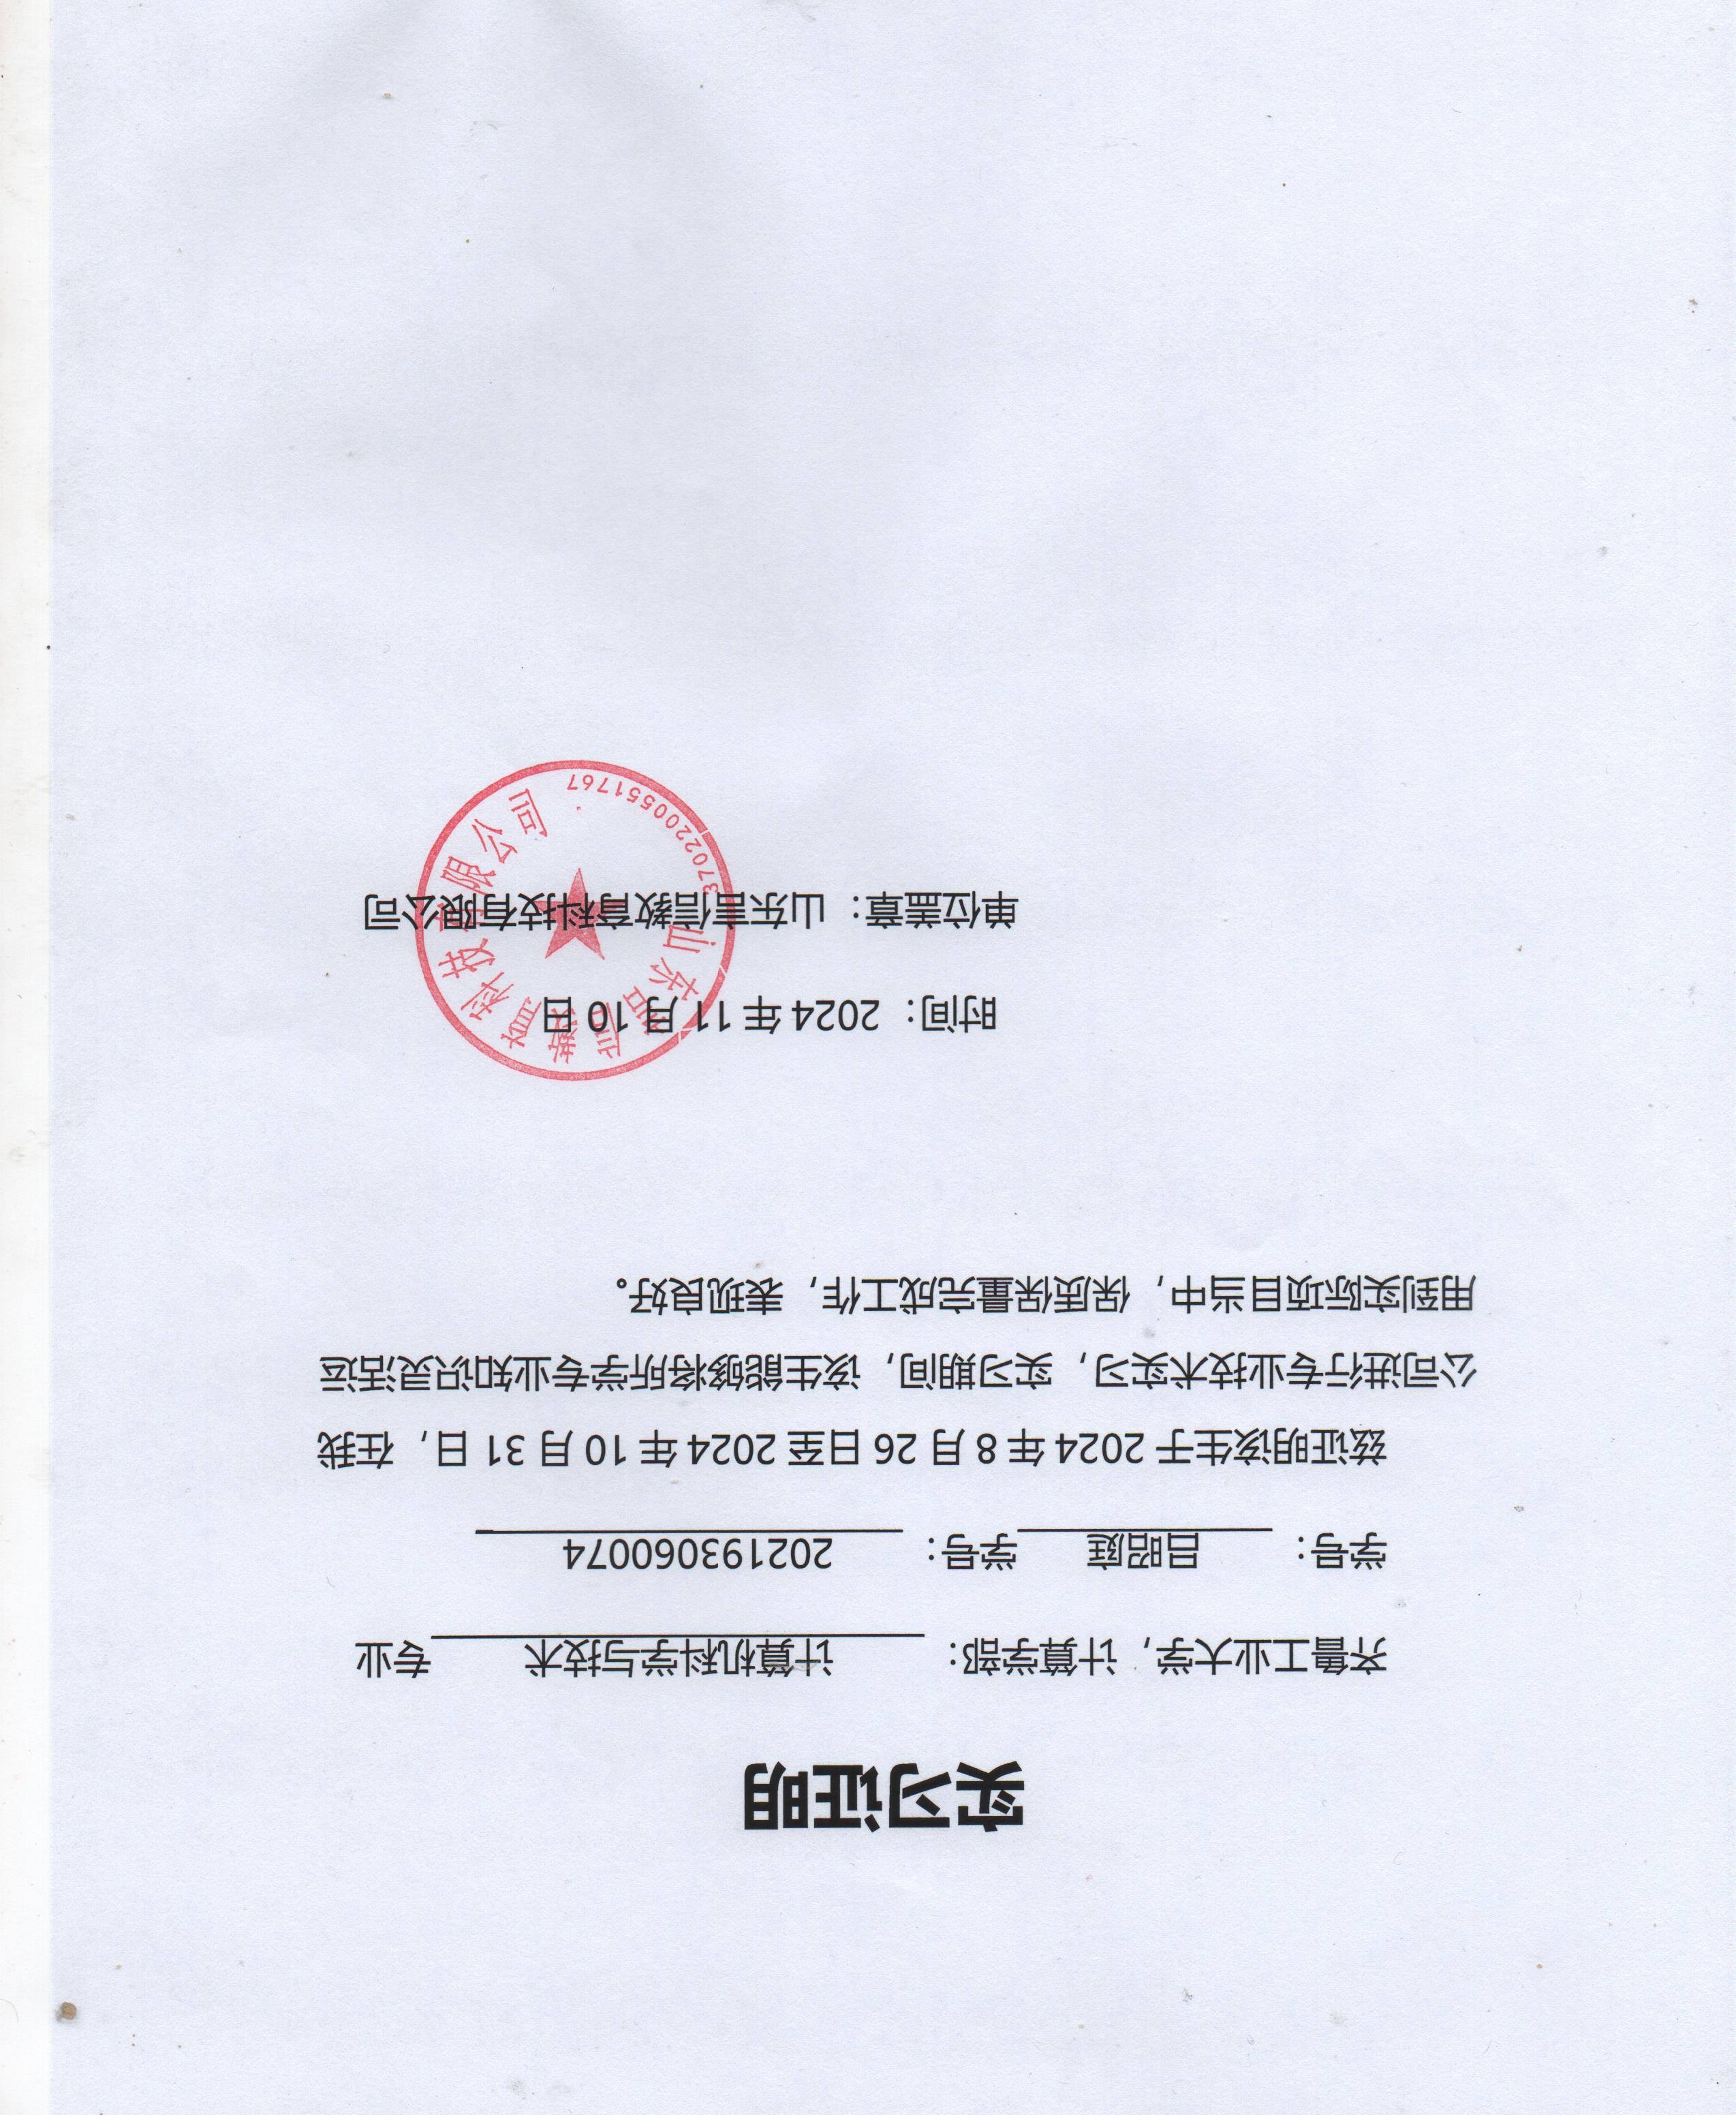 实习证明
齐鲁工业大学，计算学部：计算机科学与技术专业
学号：吕昭庭学号：202193060074
兹证明该生于 2024 年 8 月 26 日至 2024 年 10 月 31 日，在我
公司进行专业技术实习，实习期间，该生能够将所学专业知识灵活运
用到实际项目当中，保质保量完成工作，表现良好。
时间：2024 年 11 月 10 日
单位盖章：山东言信教育科技有限公司
山东言信教育科技有限公司
3702200551767